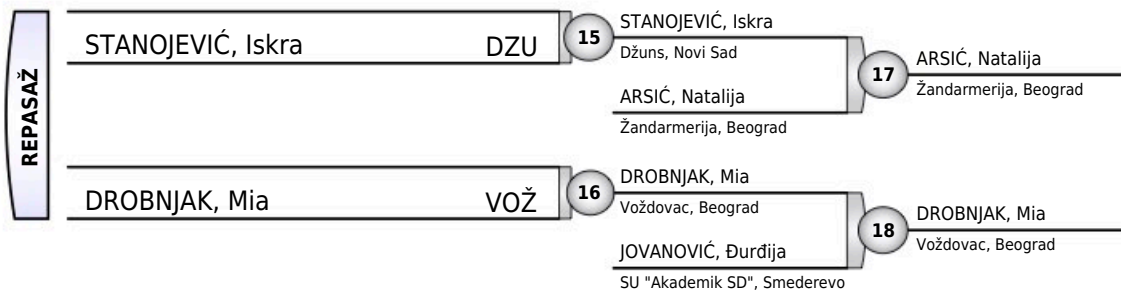 REPASAŽ
STANOJEVIĆ, Iskra DZU
15
STANOJEVIĆ, Iskra
Džuns, Novi Sad
ARSIĆ, Natalija
Žandarmerija, Beograd
17
ARSIĆ, Natalija
Žandarmerija, Beograd
DROBNJAK, Mia VOŽ
16
DROBNJAK, Mia
Voždovac, Beograd
JOVANOVIĆ, Đurđija
SU "Akademik SD", Smederevo
18
DROBNJAK, Mia
Voždovac, Beograd